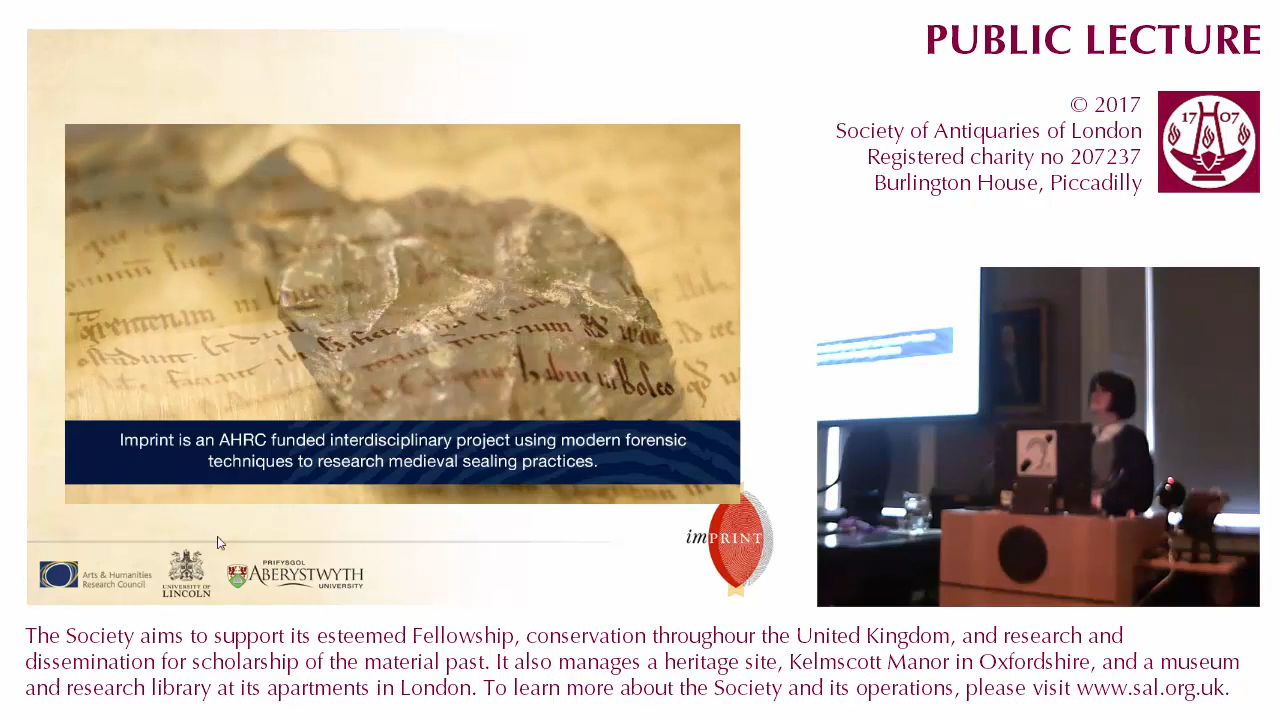 PUBLIC LECTURE
© 2017
Society of Antiquaries of London
Registered charity no 207237
Burlington House, Piccadilly
17 07
Imprint is an AHRC funded interdisciplinary project using modern forensic
techniques to research medieval sealing practices.
imPRINT
Arts & Humanities
Research Council
UNIVERSITY OF
LINCOLN
PRIFYSGOL
ABERYSTWYTH
UNIVERSITY
The Society aims to support its esteemed Fellowship, conservation throughour the United Kingdom, and research and
dissemination for scholarship of the material past. It also manages a heritage site, Kelmscott Manor in Oxfordshire, and a museum
and research library at its apartments in London. To learn more about the Society and its operations, please visit www.sal.org.uk.